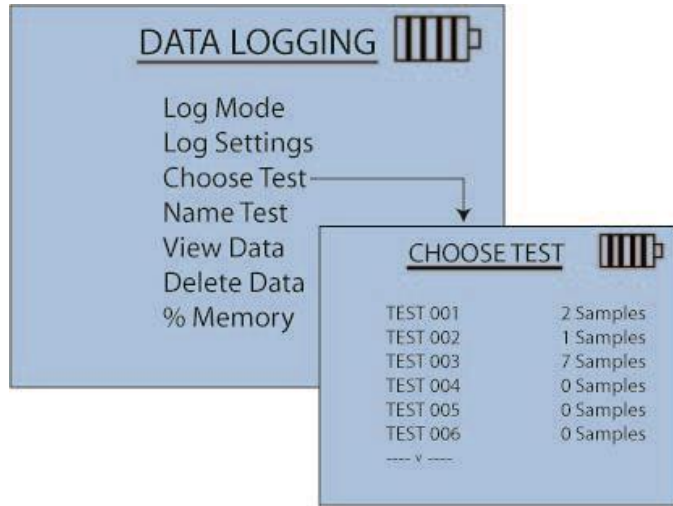 DATA LOGGING
Log Mode
Log Settings
Choose Test
Name Test
View Data
Delete Data
% Memory
CHOOSE TEST
TEST 001 2 Samples
TEST 002 1 Samples
TEST 003 7 Samples
TEST 004 0 Samples
TEST 005 0 Samples
TEST 006 0 Samples
---- v ----